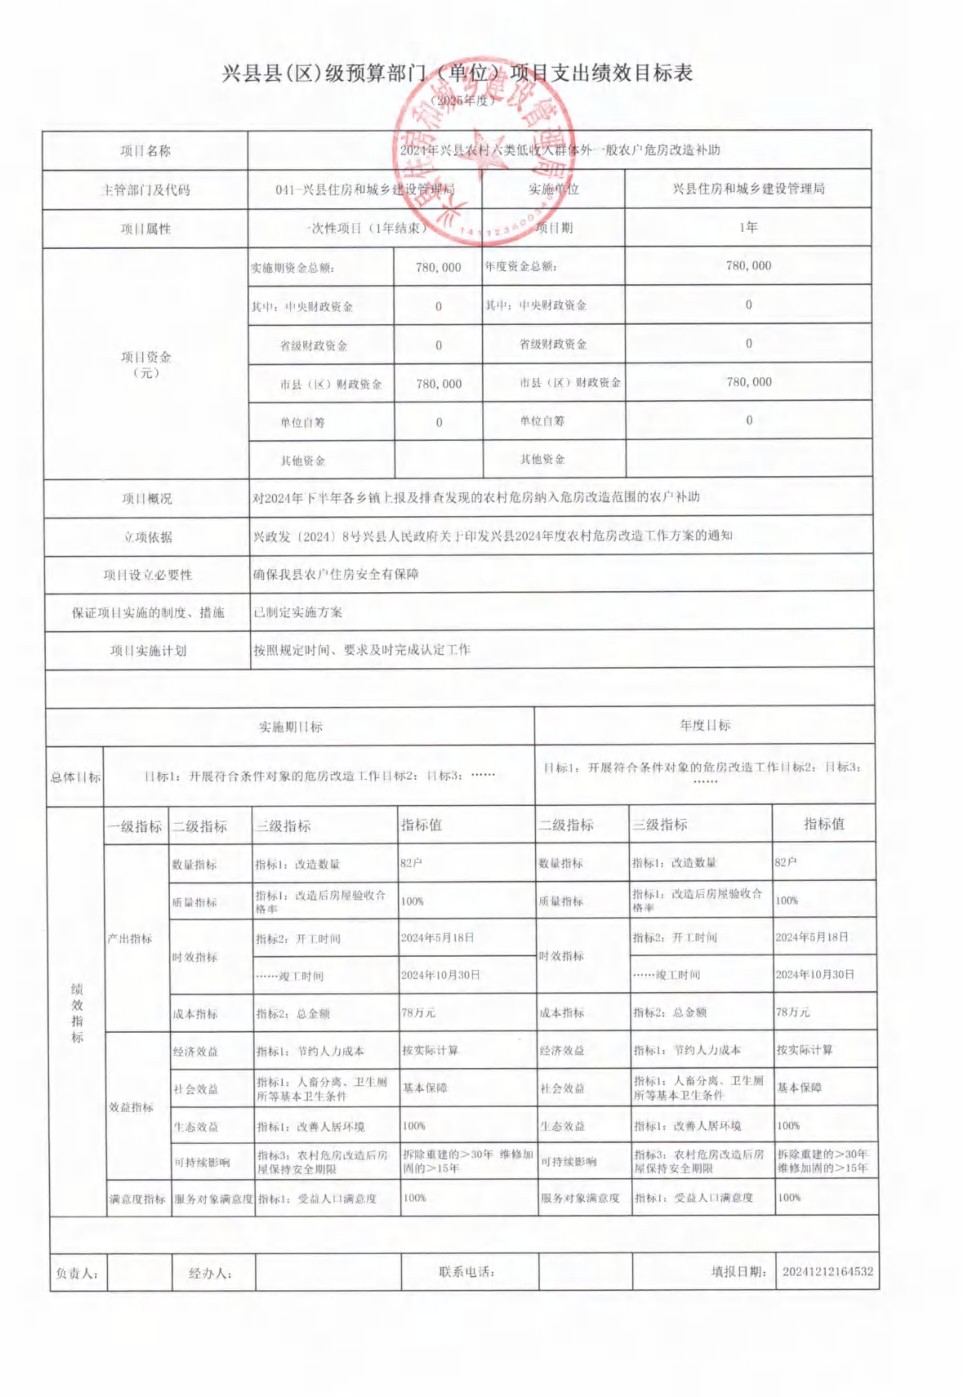 兴县县(区)级预算部门（单位）项目支出绩效目标表
（2025年度）
项目名称 2024年兴县农村六类低收入群体外一般农户危房改造补助
主管部门及代码 041-兴县住房和城乡建设管理局 实施单位 兴县住房和城乡建设管理局
项目属性 一次性项目（1年结束） 项目期 1年
项目资金
（元）
实施期资金总额： 780,000 年度资金总额： 780,000
其中：中央财政资金 0 其中：中央财政资金 0
省级财政资金 0 省级财政资金 0
市县（区）财政资金 780,000 市县（区）财政资金 780,000
单位自筹 0 单位自筹 0
其他资金 其他资金
项目概况 对2024年下半年各乡镇上报及排查发现的农村危房纳入危房改造范围的农户补助
立项依据 兴政发〔2024〕8号兴县人民政府关于印发兴县2024年度农村危房改造工作方案的通知
项目设立必要性 确保我县农户住房安全有保障
保证项目实施的制度、措施 已制定实施方案
项目实施计划 按照规定时间、要求及时完成认定工作
实施期目标 年度目标
总体目标 目标1：开展符合条件对象的危房改造工作目标2：目标3：…… 目标1：开展符合条件对象的危房改造工作目标2：目标3：
……
绩效指标
一级指标 二级指标 三级指标 指标值 二级指标 三级指标 指标值
产出指标
数量指标 指标1：改造数量 82户 数量指标 指标1：改造数量 82户
质量指标 指标1：改造后房屋验收合格率 100% 质量指标 指标1：改造后房屋验收合格率 100%
时效指标 指标2：开工时间 2024年5月18日 时效指标 指标2：开工时间 2024年5月18日
……竣工时间 2024年10月30日 ……竣工时间 2024年10月30日
成本指标 指标2：总金额 78万元 成本指标 指标2：总金额 78万元
效益指标
经济效益 指标1：节约人力成本 按实际计算 经济效益 指标1：节约人力成本 按实际计算
社会效益 指标1：人畜分离、卫生厕所等基本卫生条件 基本保障 社会效益 指标1：人畜分离、卫生厕所等基本卫生条件 基本保障
生态效益 指标1：改善人居环境 100% 生态效益 指标1：改善人居环境 100%
可持续影响 指标3：农村危房改造后房屋保持安全期限 拆除重建的>30年 维修加固的>15年 可持续影响 指标3：农村危房改造后房屋保持安全期限 拆除重建的>30年 维修加固的>15年
满意度指标 服务对象满意度 指标1：受益人口满意度 100% 服务对象满意度 指标1：受益人口满意度 100%
负责人： 经办人： 联系电话： 填报日期： 20241212164532
兴县住房和城乡建设管理局